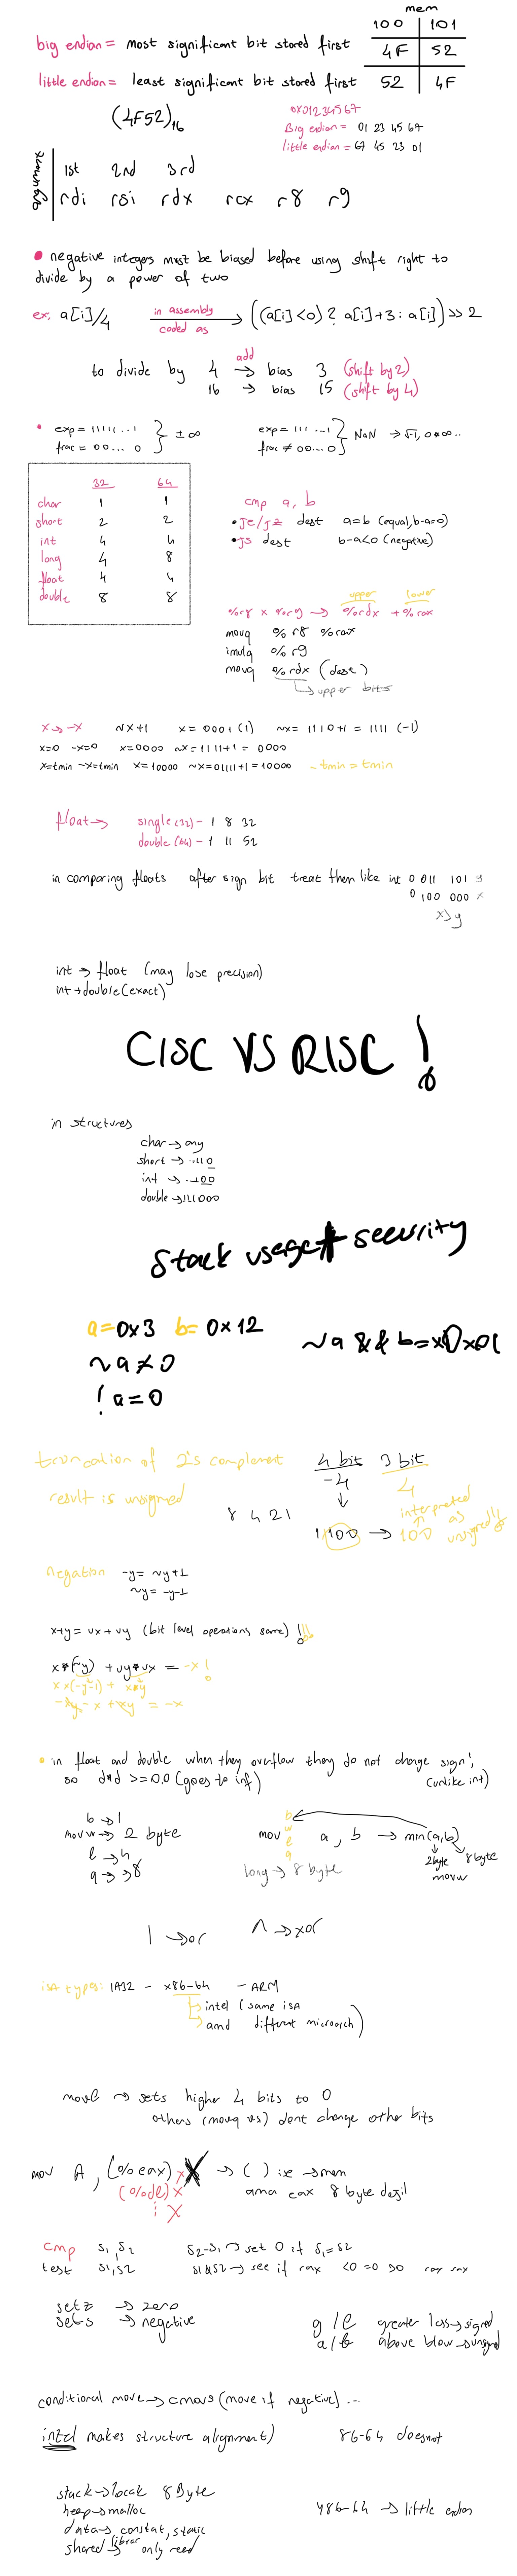 mem
100 101
big endian = most significant bit stored first 4F 52
little endian = least significant bit stored first 52 4F
(4F52)16
0x01234567
Big endian = 01 23 45 67
little endian = 67 45 23 01
1st 2nd 3rd
rdi rsi rdx rcx r8 r9
• negative integers must be biased before using shift right to
divide by a power of two
ex. a[i]/4 in assembly coded as → ((a[i]<0) ? a[i]+3 : a[i]) >> 2
add
to divide by 4 → bias 3 (shift by 2)
16 → bias 15 (shift by 4)
• exp = 11111...1 } ± ∞ exp = 111...1 } NaN → √-1, 0*∞..
frac = 00... 0 frac ≠ 00....0
32 64
char 1 1
short 2 2
int 4 4
long 4 8
float 4 4
double 8 8
cmp a, b
• je/jz dest a=b (equal, b-a=0)
• js dest b-a<0 (negative)
upper lower
%r8 x %r9 → %rdx + %rax
movq %r8 %rax
imulq %r9
movq %rdx (dest)
↳ upper bits
x → -x ~x+1 x = 0001 (1) ~x = 1110+1 = 1111 (-1)
x=0 -x=0 x=0000 ~x=1111+1 = 0000
x=tmin -x=tmin x=10000 ~x=01111+1=10000 -tmin = tmin
float → single (32) - 1 8 32
double (64) - 1 11 52
in comparing floats after sign bit treat them like int 0 011 101 y
0 100 000 x
x>y
int → float (may lose precision)
int → double (exact)
CISC VS RISC !
in structures
char → any
short → ...110
int → ...100
double → 111000
stack usage + security
a = 0x3 b = 0x12
~a ≠ 0 ~a && b = x0x01
! a = 0
truncation of 2's complement 4 bit 3 bit
-4 4
result is unsigned ↓ interpreted
8 4 2 1 ↑ as
1100 → 100 unsigned!!
negation -y = ~y+1
~y = -y-1
x+y = ux + uy (bit level operations same) !!
x*(~y) + uy*ux = -x !
x*(-y-1) + x*y
-xy - x + xy = -x
• in float and double when they overflow they do not change sign!,
so d*d >= 0.0 (goes to inf) (unlike int)
b → 1
movw → 2 byte
l → 4
q → 8
b
mov w a, b → min(a,b)
l 2byte 8byte
q movw
long → 8 byte
| → or ^ → xor
isA types: IA32 - x86-64 - ARM
↳ intel (same isA
↳ amd different microarch)
movl → sets higher 4 bits to 0
others (movq vs) dont change other bits
mov A, (%eax) X → ( ) ise → mem
(%dl) x ama eax 8 byte degil
: X
cmp s1, s2 s2-s1 → set 0 if s1=s2
test s1,s2 s1&s2 → see if rax <0 =0 >0 rax rax
setz → zero
sets → negative
g / l greater less → signed
a / b above blow → unsigned
conditional move → cmovs (move if negative) ...
intel makes structure alignment) 86-64 doesnot
stack → local 8 Byte
heap → malloc
data → constat, static
shared → librar only read
x86-64 → little endian